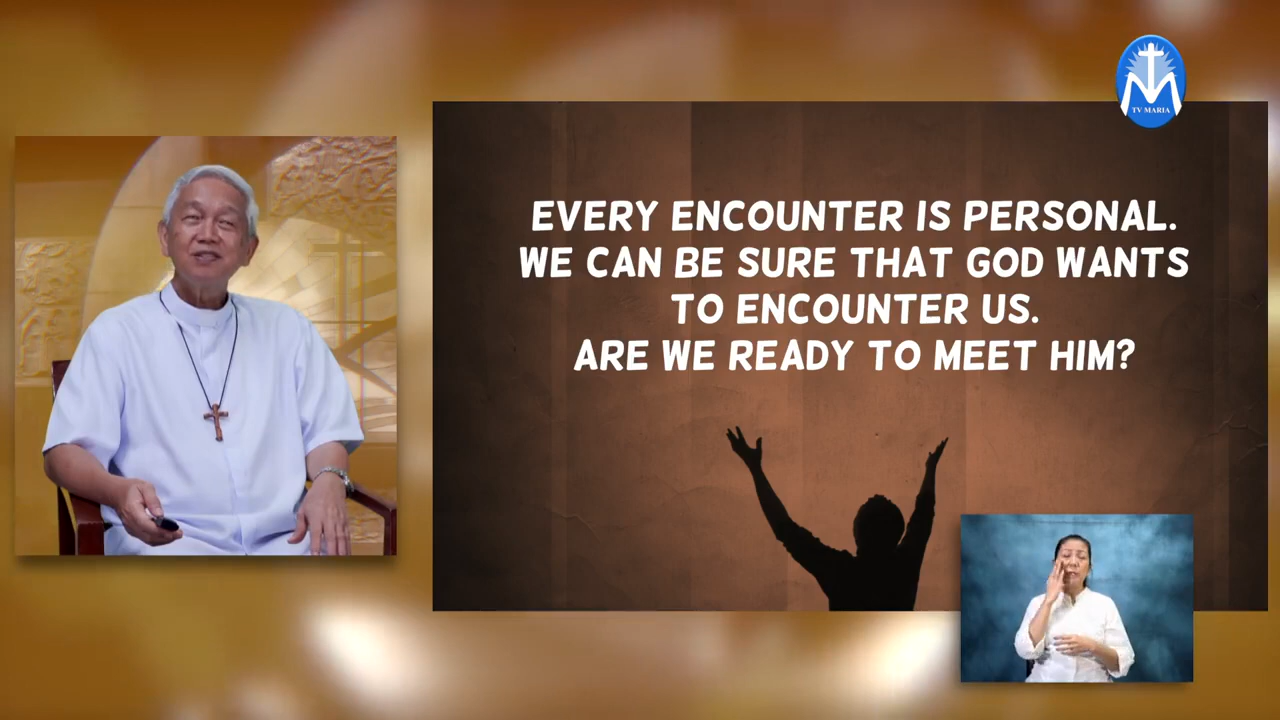 TV MARIA
EVERY ENCOUNTER IS PERSONAL.
WE CAN BE SURE THAT GOD WANTS
TO ENCOUNTER US.
ARE WE READY TO MEET HIM?